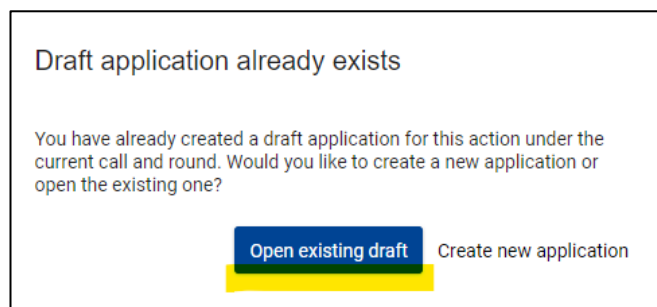 Draft application already exists
You have already created a draft application for this action under the
current call and round. Would you like to create a new application or
open the existing one?
Open existing draft Create new application